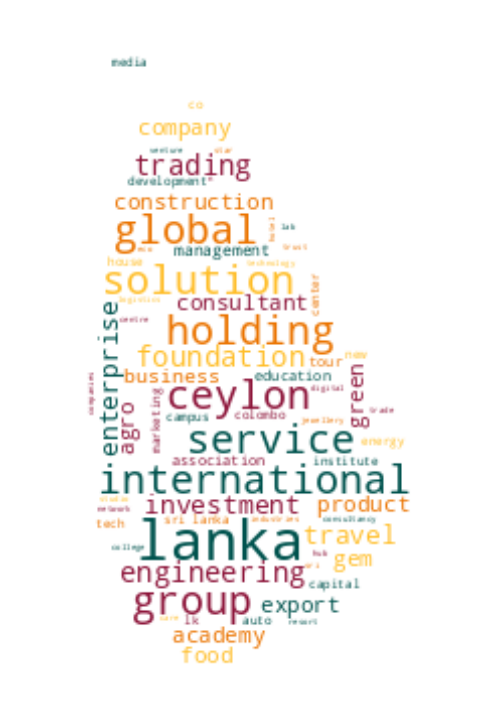 media
co
company
venture star
trading
development
construction
global
hotel
lab
eco
management
trust
house
technology
solution
logistics
consultant
center
centre
holding
enterprise
foundation
tour
new
business
education
companies
ceylon
digital
green
agro
marketing
campus
colombo
jewellery
trade
service
energy
association
institute
international
studio
investment
product
network
tech
sri lanka
industries
consultancy
lanka
travel
college
hub
gem
art
engineering
capital
group
export
care
lk
auto
resort
academy
food